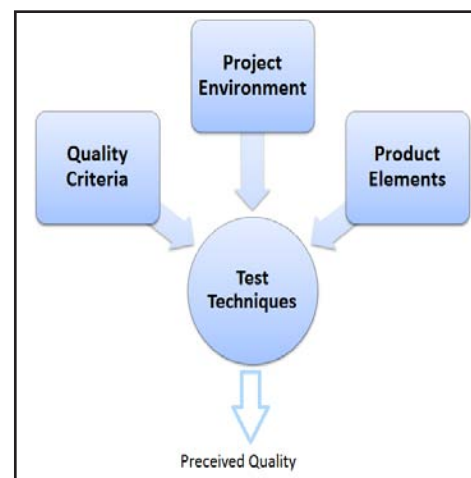 Project
Environment
Quality
Criteria
Product
Elements
Test
Techniques
Preceived Quality